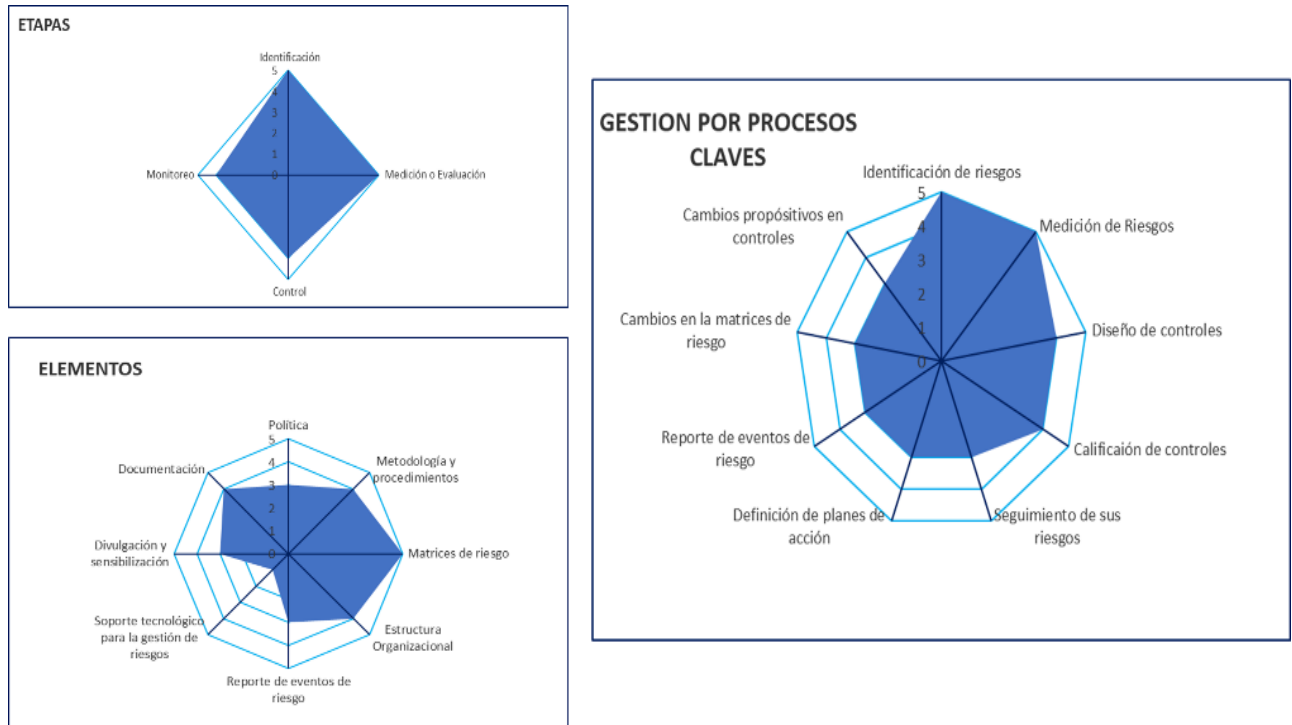 ETAPAS
Identificación
5
4
3
2
1
0
Monitoreo
Medición o Evaluación
Control
ELEMENTOS
Política
5
4
3
2
1
0
Metodología y
procedimientos
Matrices de riesgo
Estructura
Organizacional
Reporte de eventos de
riesgo
Soporte tecnológico
para la gestión de
riesgos
Divulgación y
sensibilización
Documentación
GESTION POR PROCESOS
CLAVES
Identificación de riesgos
5
4
3
2
1
0
Medición de Riesgos
Diseño de controles
Calificaión de controles
Seguimiento de sus
riesgos
Definición de planes de
acción
Reporte de eventos de
riesgo
Cambios en la matrices de
riesgo
Cambios propósitivos en
controles